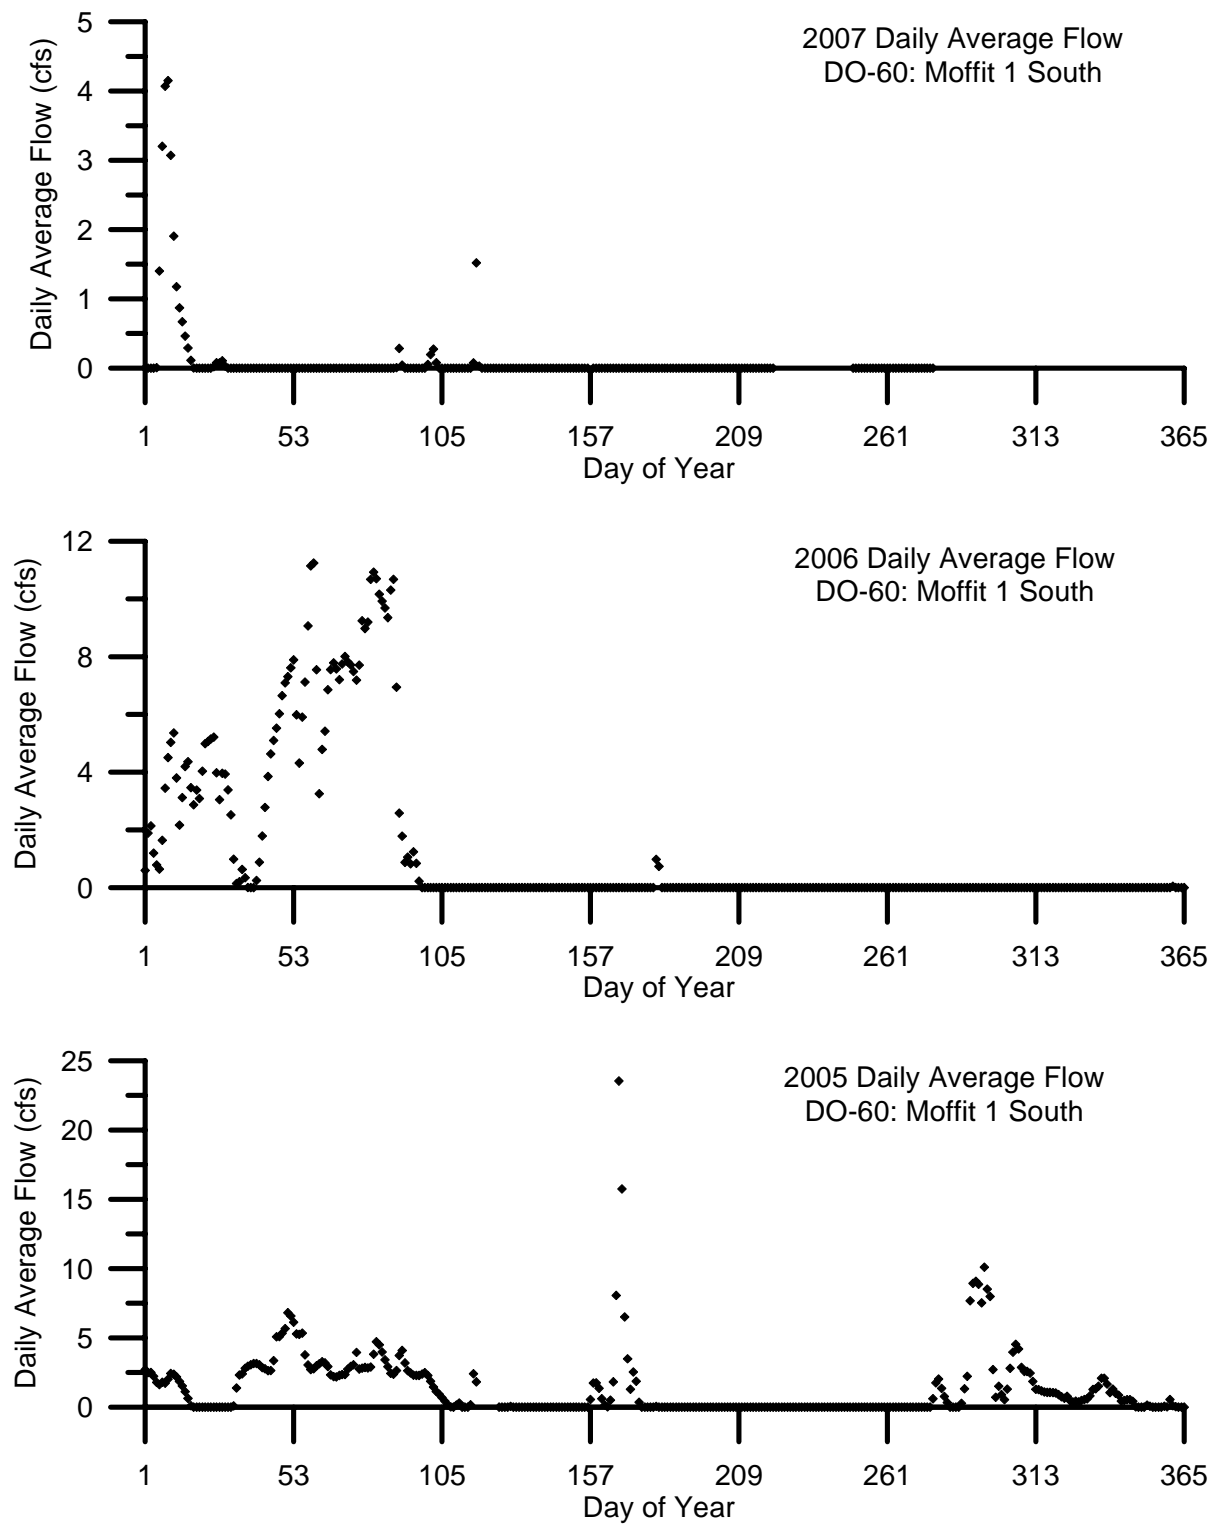 2007 Daily Average Flow
DO-60: Moffit 1 South
Daily Average Flow (cfs)
5
4
3
2
1
0
1 53 105 157 209 261 313 365
Day of Year
2006 Daily Average Flow
DO-60: Moffit 1 South
Daily Average Flow (cfs)
12
8
4
0
1 53 105 157 209 261 313 365
Day of Year
2005 Daily Average Flow
DO-60: Moffit 1 South
Daily Average Flow (cfs)
25
20
15
10
5
0
1 53 105 157 209 261 313 365
Day of Year